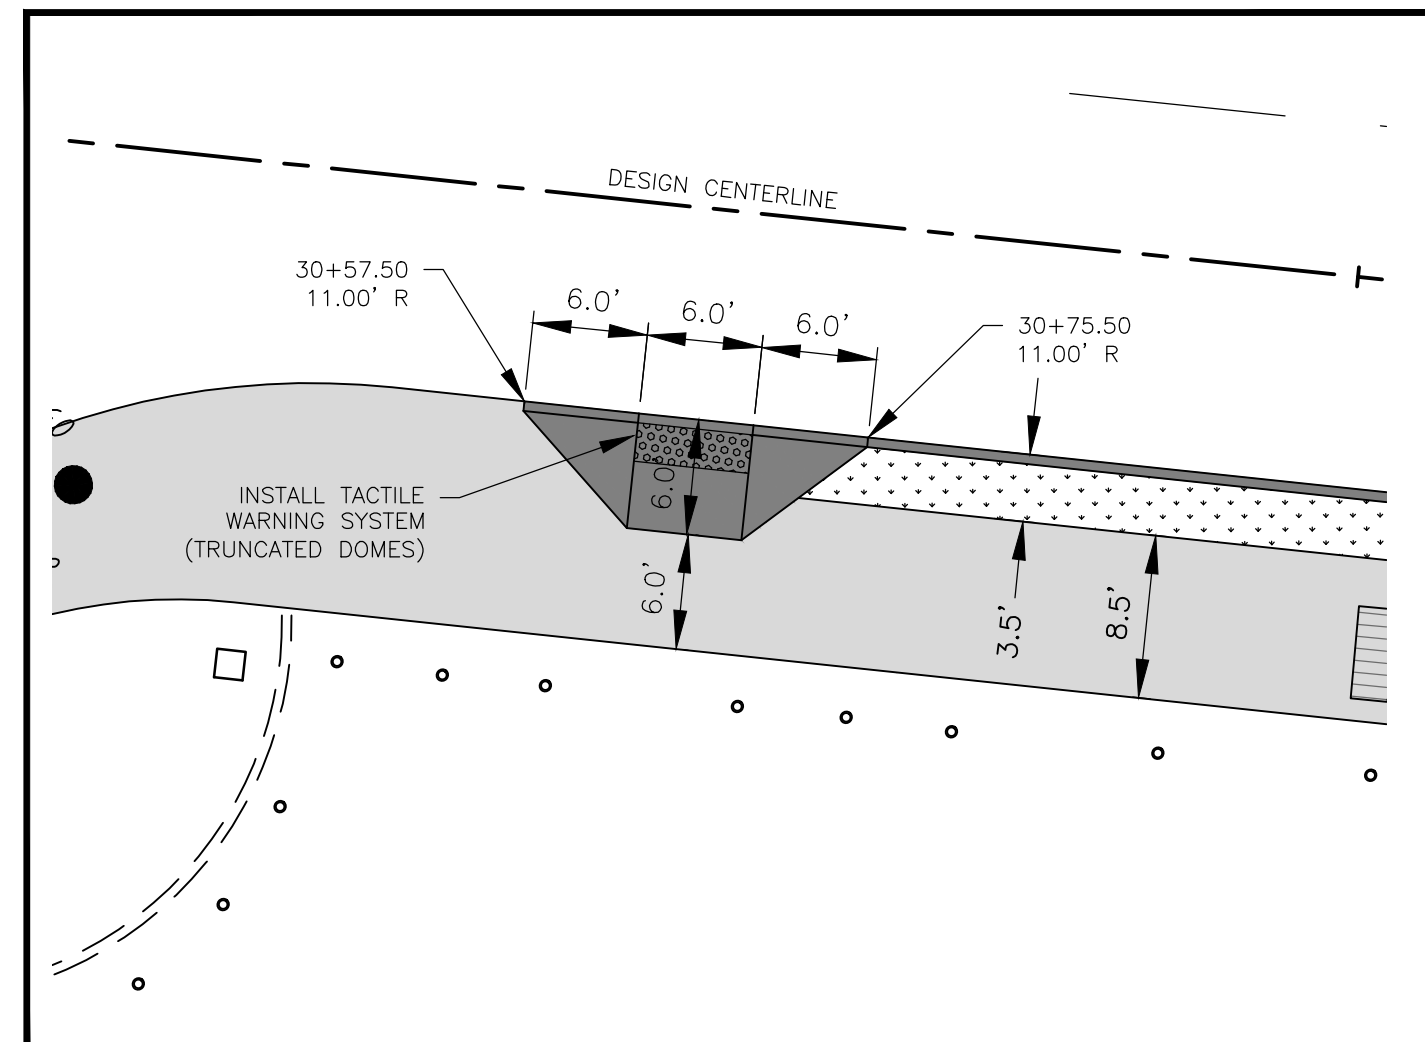 DESIGN CENTERLINE
30+57.50
11.00' R
6.0'
6.0'
6.0'
30+75.50
11.00' R
INSTALL TACTILE
WARNING SYSTEM
(TRUNCATED DOMES)
6.0'
6.0'
3.5'
8.5'